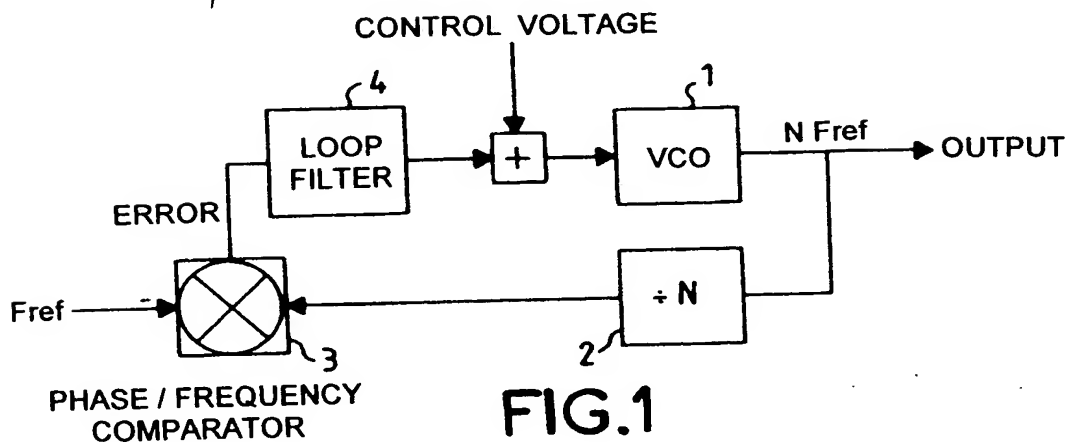 CONTROL VOLTAGE
4
1
LOOP
FILTER
+
VCO
N Fref
OUTPUT
ERROR
Fref
3
÷ N
2
PHASE / FREQUENCY
COMPARATOR
FIG.1